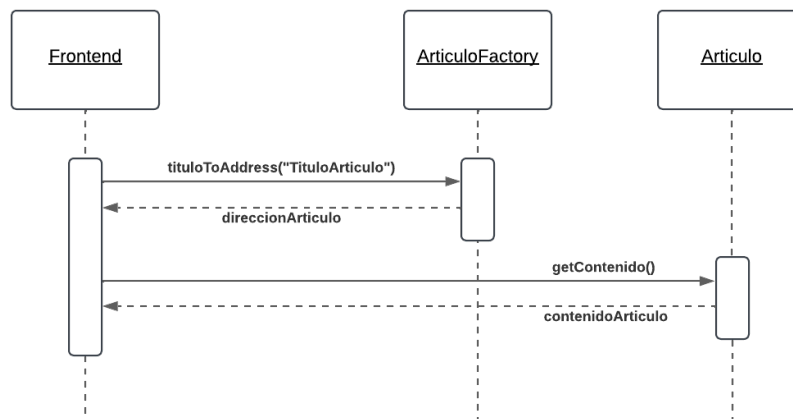 Frontend
ArticuloFactory
Articulo
tituloToAddress("TituloArticulo")
direccionArticulo
getContenido()
contenidoArticulo